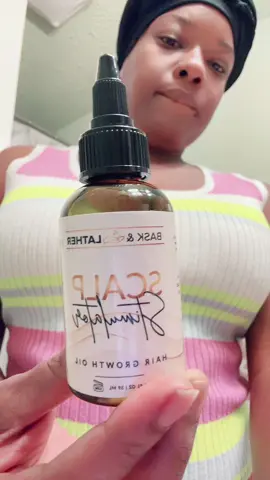 BASK & LATHER
SCALP
Stimulator
HAIR GROWTH OIL